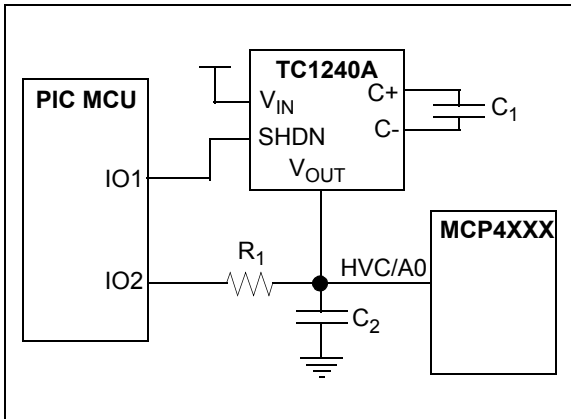 TC1240A
PIC MCU
VIN
C+
C1
SHDN
C-
VOUT
IO1
MCP4XXX
R1
HVC/A0
IO2
C2